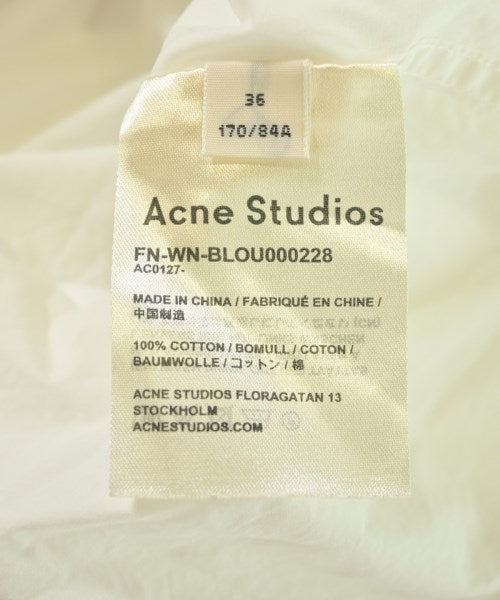 36
170/84A
Acne Studios
FN-WN-BLOU000228
AC0127-
MADE IN CHINA / FABRIQUÉ EN CHINE /
中国制造
100% COTTON / BOMULL / COTON /
BAUMWOLLE / コットン / 棉
ACNE STUDIOS FLORAGATAN 13
STOCKHOLM
ACNESTUDIOS.COM